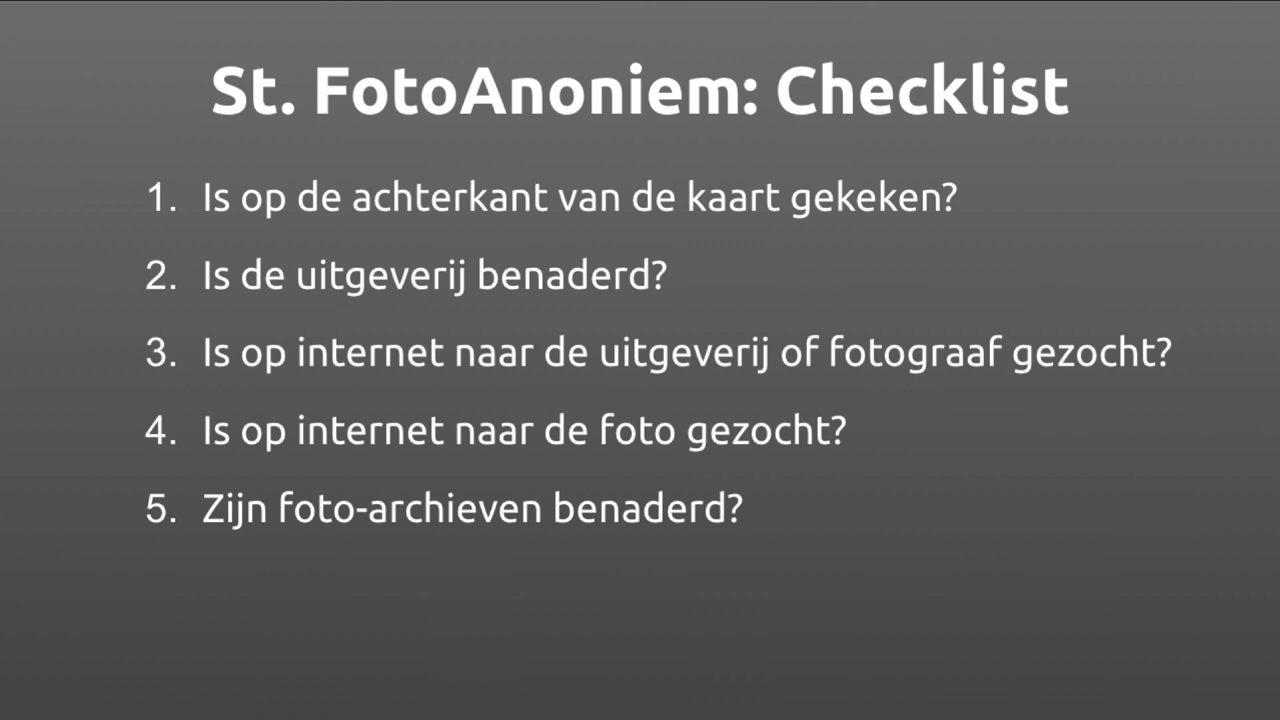 St. FotoAnoniem: Checklist
1. Is op de achterkant van de kaart gekeken?
2. Is de uitgeverij benaderd?
3. Is op internet naar de uitgeverij of fotograaf gezocht?
4. Is op internet naar de foto gezocht?
5. Zijn foto-archieven benaderd?